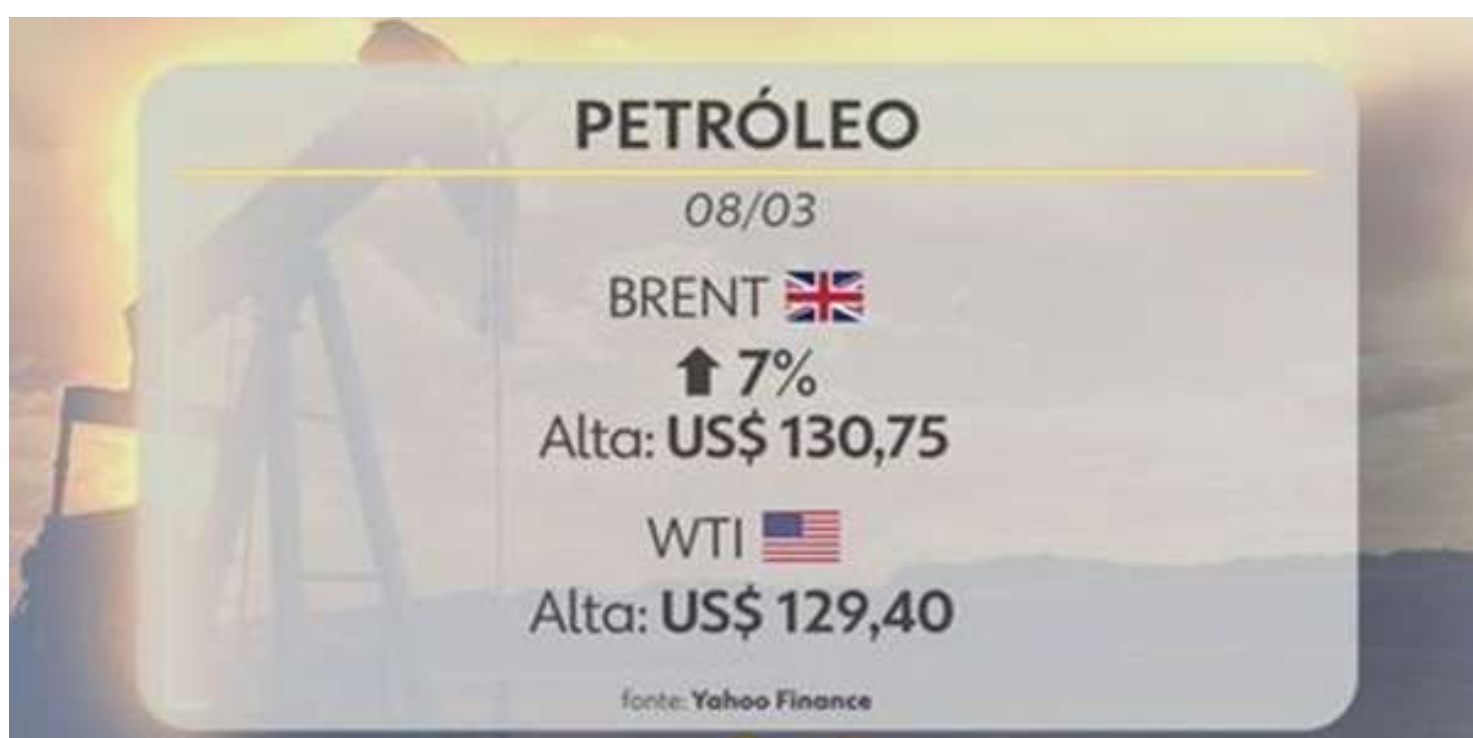 PETRÓLEO
08/03
BRENT
7%
Alta: US$ 130,75
WTI
Alta: US$ 129,40
fonte: Yahoo Finance